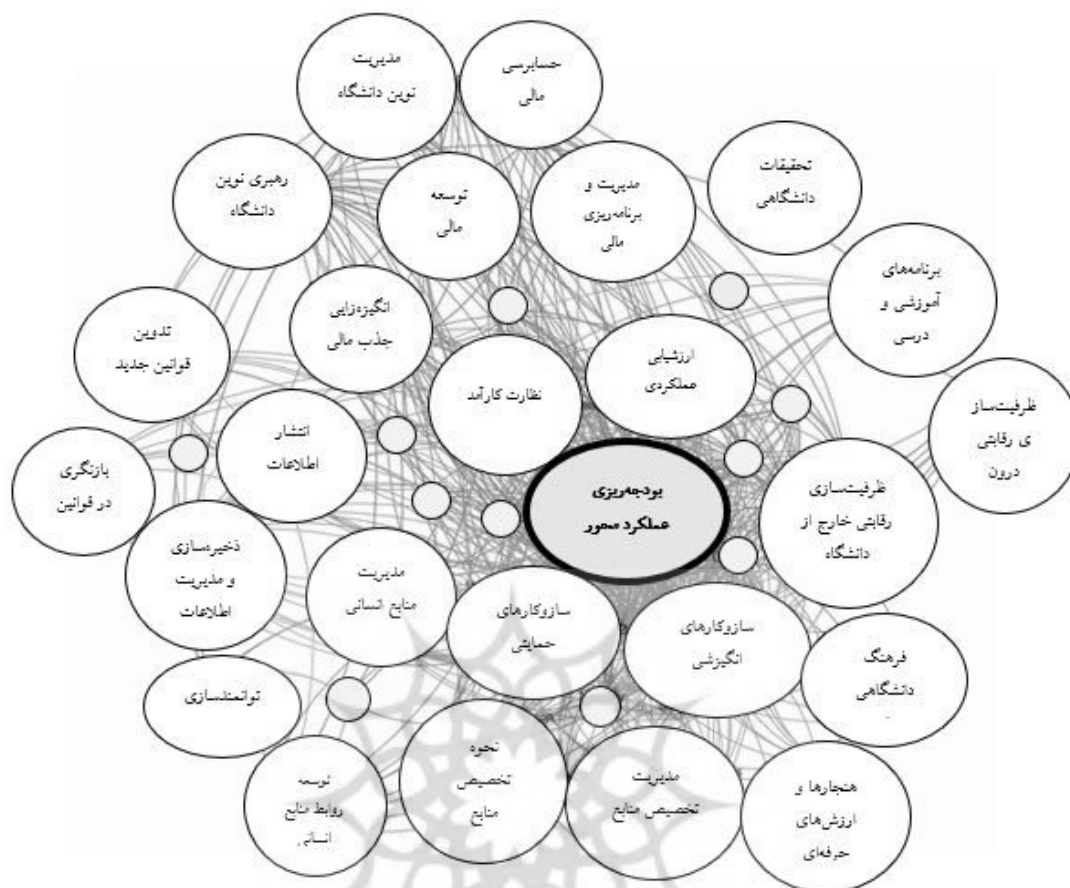 مدیریت
نوین دانشگاه
حسابرسی
مالی
رهبری نوین
دانشگاه
توسعه
مالی
مدیریت و
برنامه‌ریزی
مالی
تحقیقات
دانشگاهی
برنامه‌های
آموزشی و
درسی
تدوین
قوانین جدید
انگیزه‌زایی
جذب مالی
نظارت کارآمد
ارزشیابی
عملکردی
ظرفیت‌ساز
ی رقابتی
درون
بازنگری
در قوانین
انتشار
اطلاعات
بودجه‌ریزی
عملکرد محور
ظرفیت‌سازی
رقابتی خارج از
دانشگاه
ذخیره‌سازی
و مدیریت
اطلاعات
مدیریت
منابع انسانی
سازوکارهای
حمایتی
سازوکارهای
انگیزشی
فرهنگ
دانشگاهی
توانمندسازی
توسعه
روابط منابع
انسانی
نحوه
تخصیص
منابع
مدیریت
تخصیص منابع
هنجارها و
ارزش‌های
حرفه‌ای